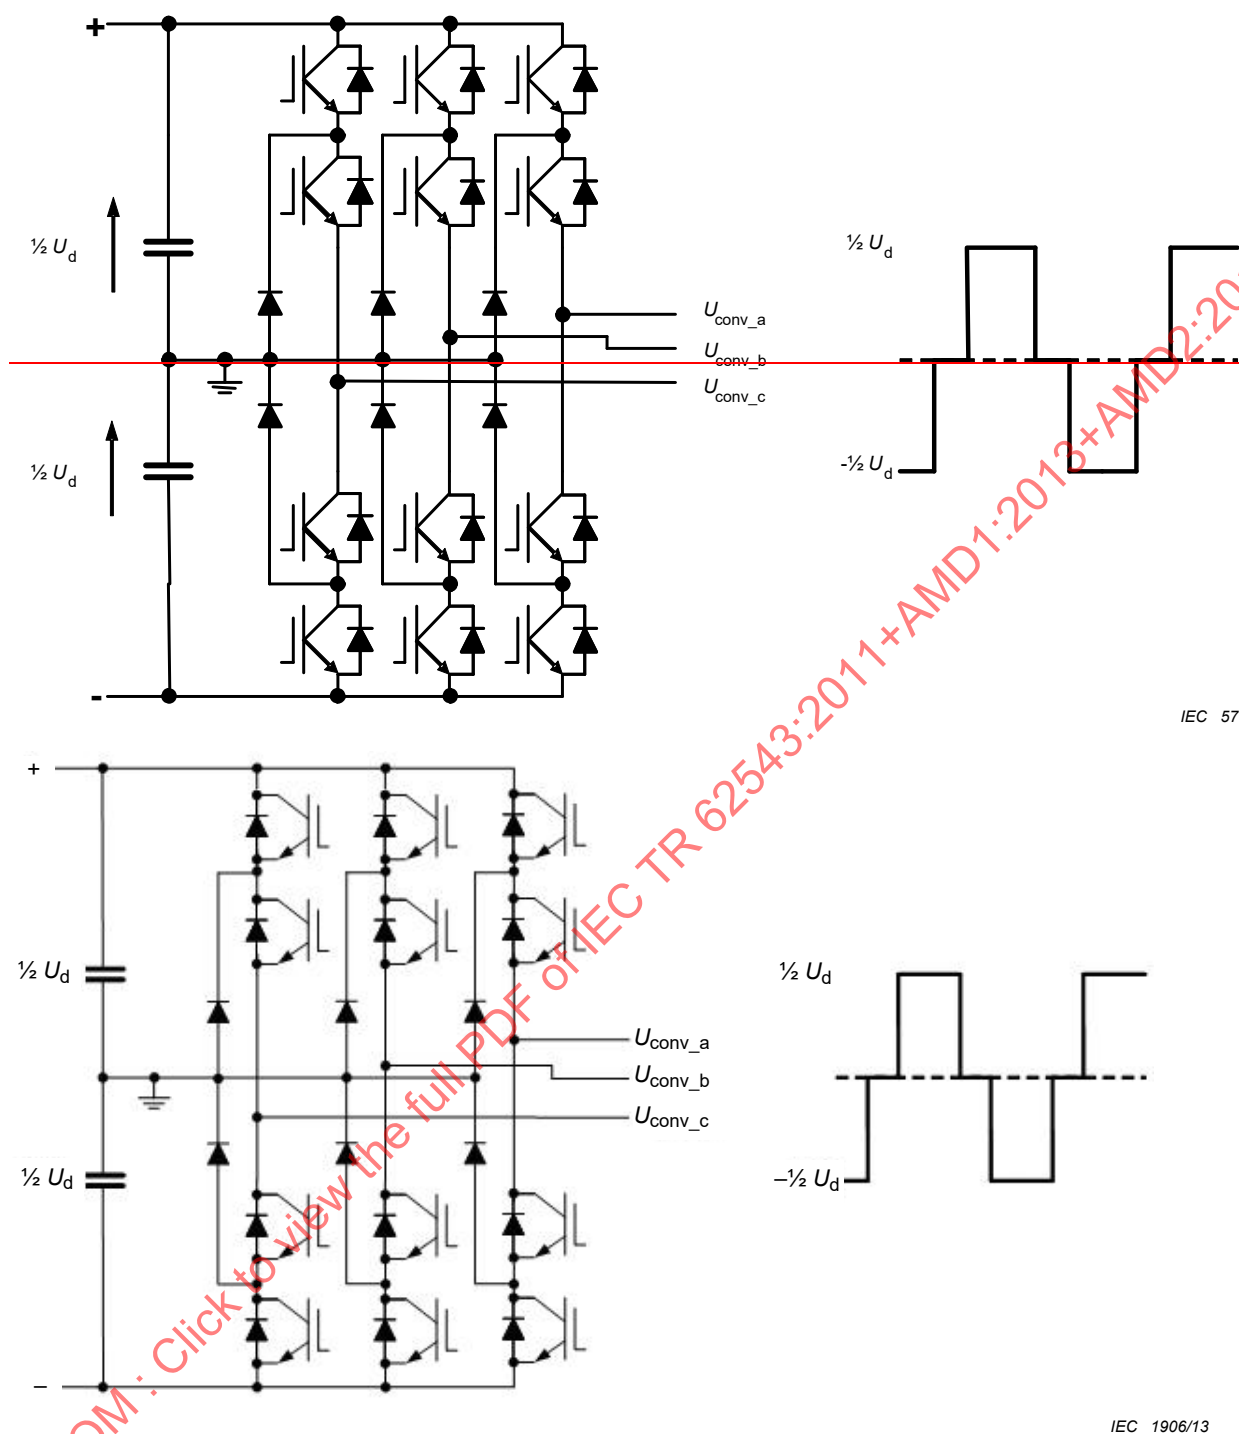 +
½ Ud
½ Ud
-
Uconv_a
Uconv_b
Uconv_c
½ Ud
-½ Ud
IEC 57
+
½ Ud
½ Ud
–
Uconv_a
Uconv_b
Uconv_c
½ Ud
–½ Ud
IEC 1906/13
OM : Click to view the full PDF of IEC TR 62543:2011+AMD1:2013+AMD2:20